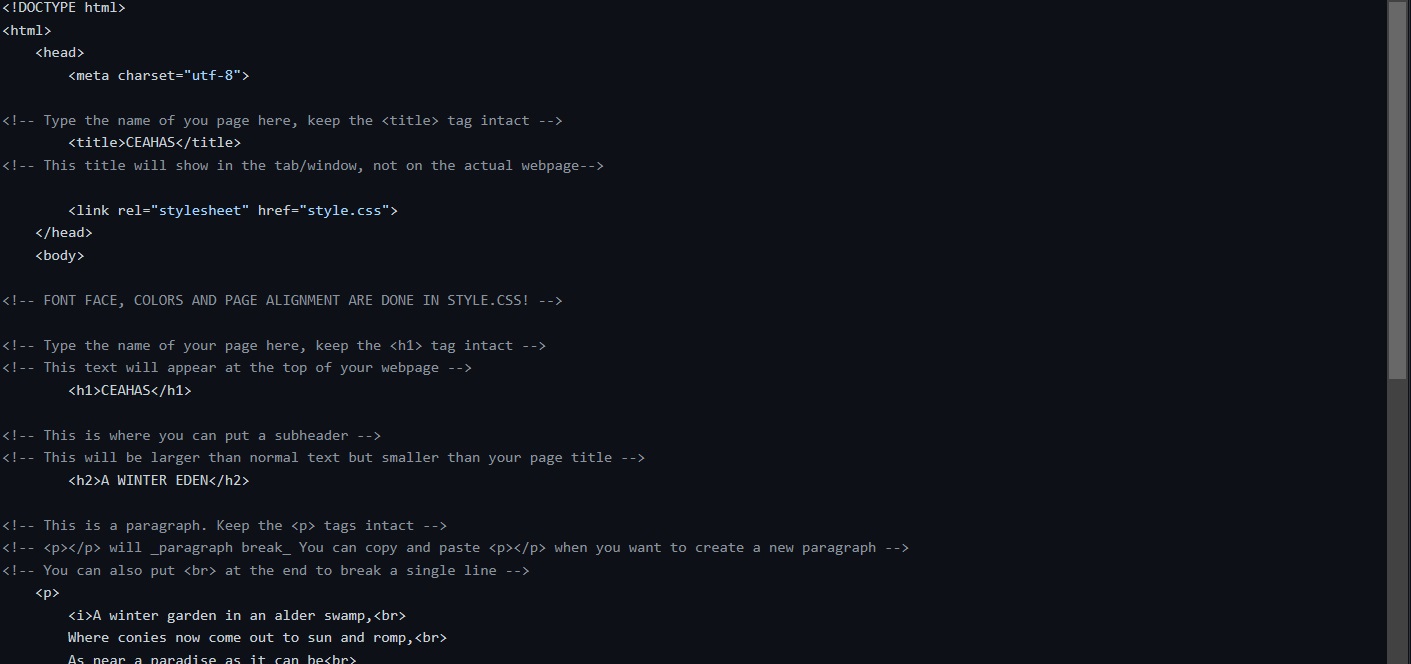 <!DOCTYPE html>
<html>
    <head>
        <meta charset="utf-8">

<!-- Type the name of you page here, keep the <title> tag intact -->
        <title>CEAHAS</title>
<!-- This title will show in the tab/window, not on the actual webpage-->

        <link rel="stylesheet" href="style.css">
    </head>
    <body>

<!-- FONT FACE, COLORS AND PAGE ALIGNMENT ARE DONE IN STYLE.CSS! -->

<!-- Type the name of your page here, keep the <h1> tag intact -->
<!-- This text will appear at the top of your webpage -->
        <h1>CEAHAS</h1>

<!-- This is where you can put a subheader -->
<!-- This will be larger than normal text but smaller than your page title -->
        <h2>A WINTER EDEN</h2>

<!-- This is a paragraph. Keep the <p> tags intact -->
<!-- <p></p> will _paragraph break_ You can copy and paste <p></p> when you want to create a new paragraph -->
<!-- You can also put <br> at the end to break a single line -->
    <p>
        <i>A winter garden in an alder swamp,<br>
        Where conies now come out to sun and romp,<br>
        As near a paradise as it can be<br>